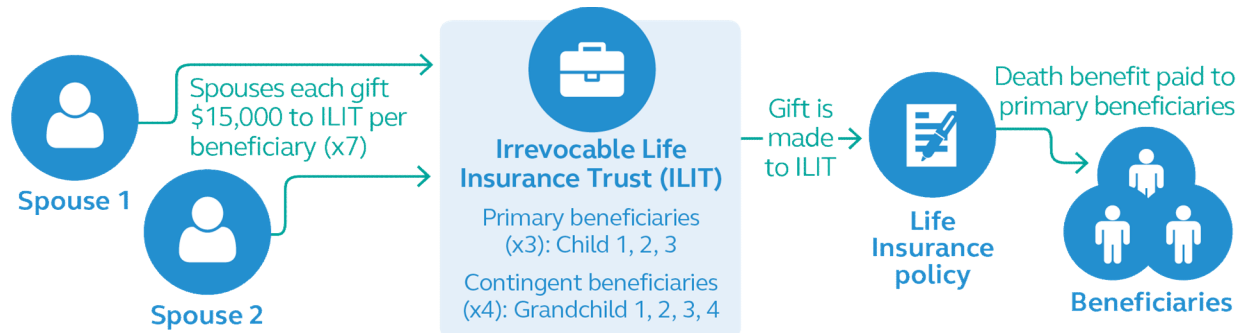 Spouse 1
Spouses each gift
$15,000 to ILIT per
beneficiary (x7)
Spouse 2
Irrevocable Life
Insurance Trust (ILIT)
Primary beneficiaries
(x3): Child 1, 2, 3
Contingent beneficiaries
(x4): Grandchild 1, 2, 3, 4
Gift is
made
to ILIT
Life
Insurance
policy
Death benefit paid to
primary beneficiaries
Beneficiaries